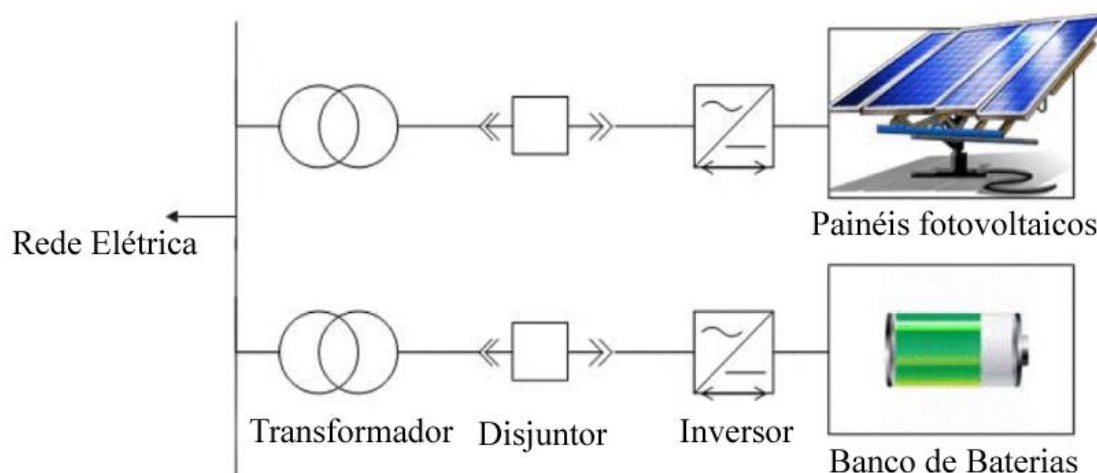 Painéis fotovoltaicos
Rede Elétrica
Transformador
Disjuntor
Inversor
Banco de Baterias